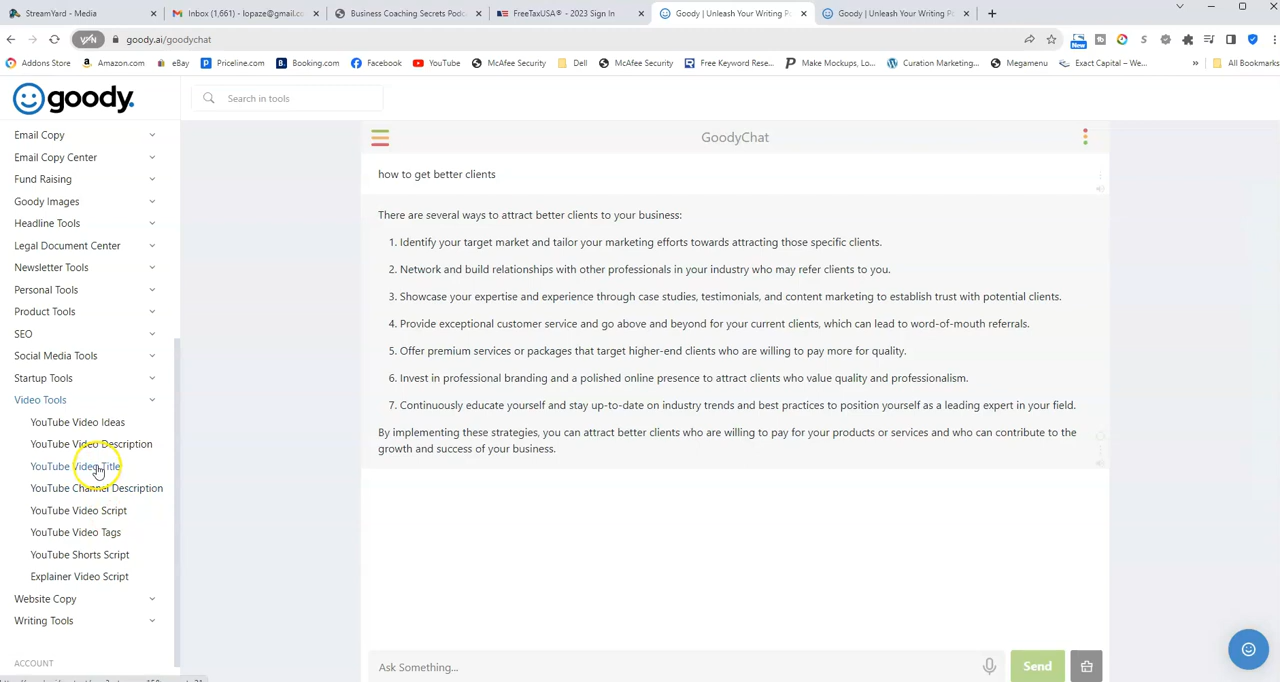 StreamYard - Media
Inbox (1,661) - lopaze@gmail.co
Business Coaching Secrets Podc
FreeTaxUSA® - 2023 Sign In
Goody | Unleash Your Writing P
Goody | Unleash Your Writing P
VPN
goody.ai/goodychat
New
Addons Store
Amazon.com
eBay
Priceline.com
Booking.com
Facebook
YouTube
McAfee Security
Dell
McAfee Security
Free Keyword Rese...
Make Mockups, Lo...
Curation Marketing...
Megamenu
Exact Capital – We...
»
All Bookmarks
goody.
Search in tools
Email Copy
Email Copy Center
Fund Raising
Goody Images
Headline Tools
Legal Document Center
Newsletter Tools
Personal Tools
Product Tools
SEO
Social Media Tools
Startup Tools
Video Tools
YouTube Video Ideas
YouTube Video Description
YouTube Video Title
YouTube Channel Description
YouTube Video Script
YouTube Video Tags
YouTube Shorts Script
Explainer Video Script
Website Copy
Writing Tools
ACCOUNT
GoodyChat
how to get better clients
There are several ways to attract better clients to your business:
1. Identify your target market and tailor your marketing efforts towards attracting those specific clients.
2. Network and build relationships with other professionals in your industry who may refer clients to you.
3. Showcase your expertise and experience through case studies, testimonials, and content marketing to establish trust with potential clients.
4. Provide exceptional customer service and go above and beyond for your current clients, which can lead to word-of-mouth referrals.
5. Offer premium services or packages that target higher-end clients who are willing to pay more for quality.
6. Invest in professional branding and a polished online presence to attract clients who value quality and professionalism.
7. Continuously educate yourself and stay up-to-date on industry trends and best practices to position yourself as a leading expert in your field.
By implementing these strategies, you can attract better clients who are willing to pay for your products or services and who can contribute to the
growth and success of your business.
Ask Something...
Send